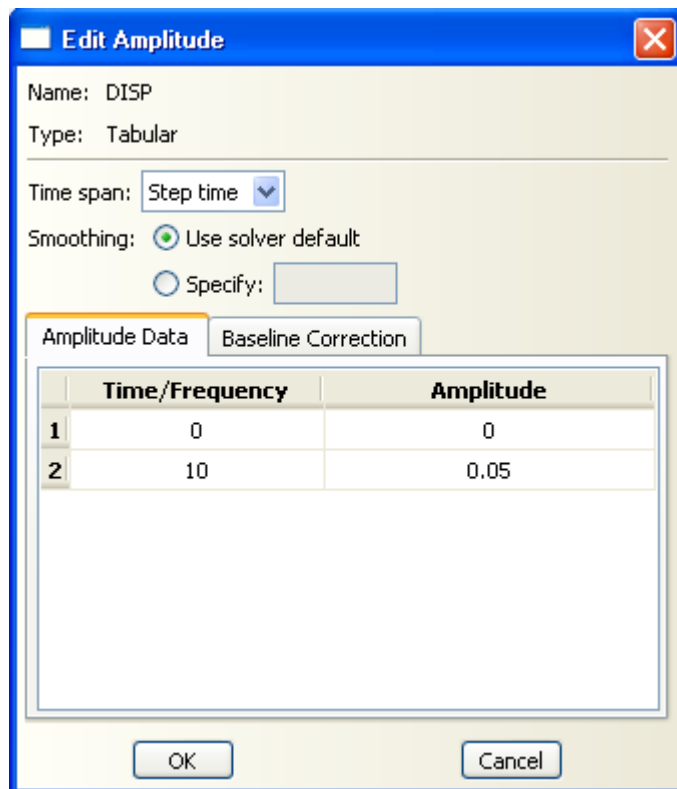 Edit Amplitude
Name: DISP
Type: Tabular
Time span: Step time
Smoothing: Use solver default
Specify:
Amplitude Data Baseline Correction
Time/Frequency Amplitude
1 0 0
2 10 0.05
OK Cancel